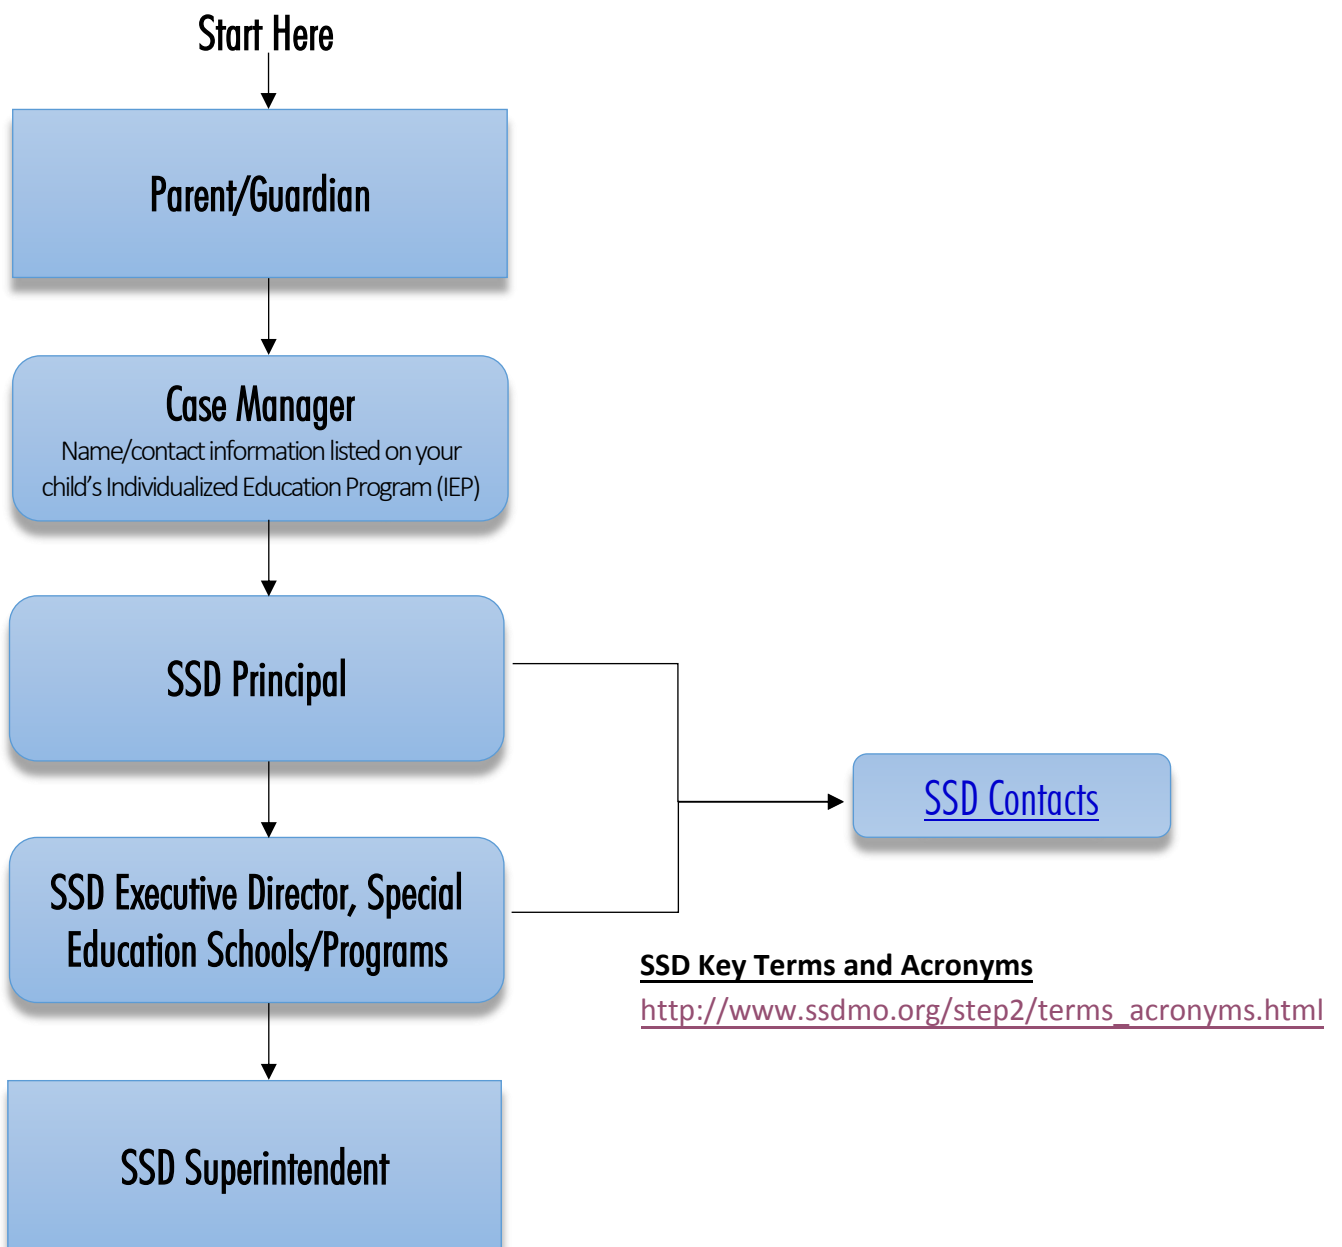 Start Here
Parent/Guardian
Case Manager
Name/contact information listed on your
child's Individualized Education Program (IEP)
SSD Principal
SSD Contacts
SSD Executive Director, Special
Education Schools/Programs
SSD Key Terms and Acronyms
http://www.ssdmo.org/step2/terms_acronyms.html
SSD Superintendent